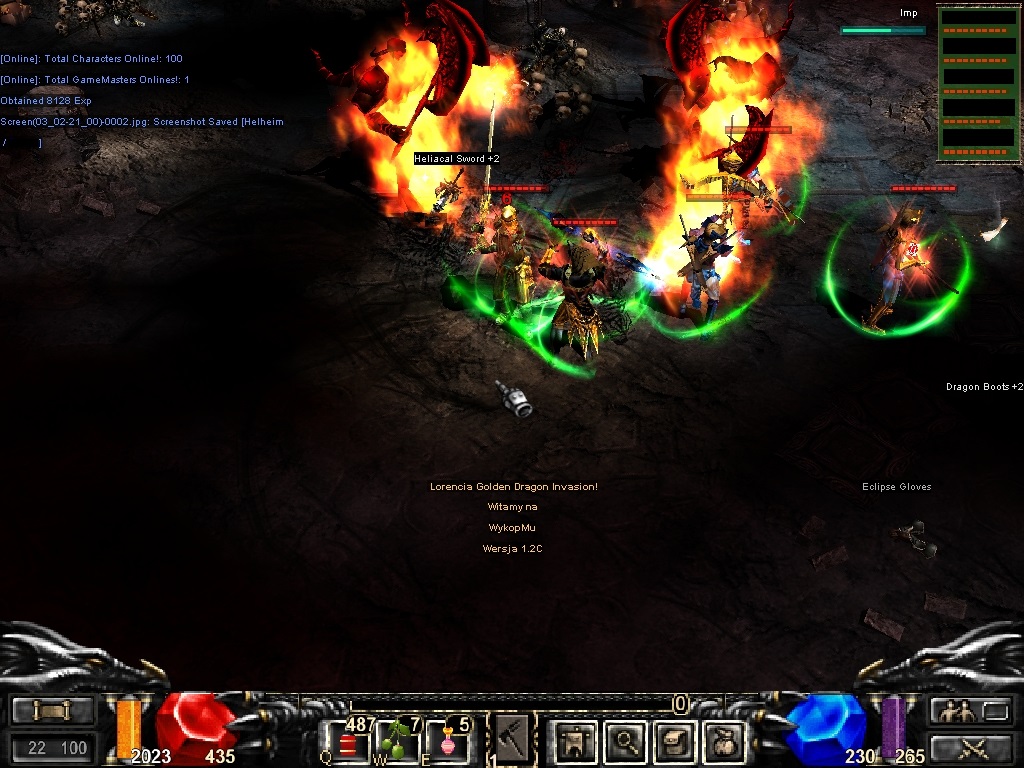 Imp
[Online]: Total Characters Online!: 100
[Online]: Total GameMasters Onlines!: 1
Obtained 8128 Exp
Screen(03_02-21_00)-0002.jpg: Screenshot Saved [Helheim
/ ]
Heliacal Sword +2
Dragon Boots +2
Lorencia Golden Dragon Invasion!
Eclipse Gloves
Witamy na
WykopMu
Wersja 1.2C
0
487 7 5
22 100
2023 435
Q W E 1
230 265